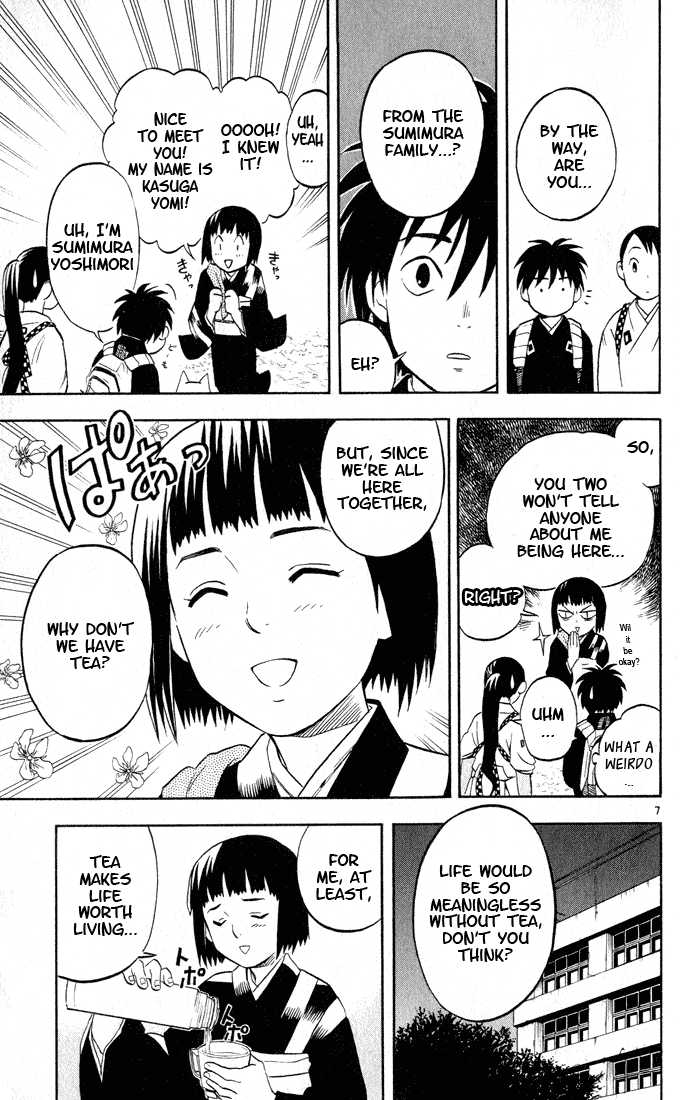 BY THE
WAY,
ARE
YOU...
FROM THE
SUMIMURA
FAMILY...?
EH?
UH,
YEAH
...
OOOOH!
I KNEW
IT!
NICE
TO MEET
YOU!
MY NAME IS
KASUGA
YOMI!
きゃっ
きゃっ
UH, I'M
SUMIMURA
YOSHIMORI
SO,
YOU TWO
WON'T TELL
ANYONE
ABOUT ME
BEING HERE...
RIGHT?
Wil
it
be
okay?
UHM
...
WHAT A
WEIRDO
...
BUT, SINCE
WE'RE ALL
HERE
TOGETHER,
ぱあっ
WHY DON'T
WE HAVE
TEA?
7
LIFE WOULD
BE SO
MEANINGLESS
WITHOUT TEA,
DON'T YOU
THINK?
FOR
ME, AT
LEAST,
TEA
MAKES
LIFE
WORTH
LIVING...
トポ
トポ